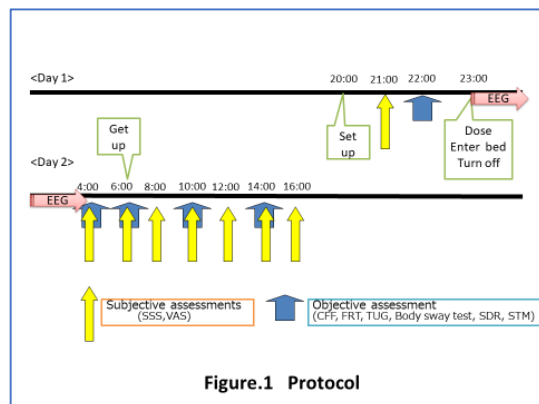 <Day 1>
20:00 21:00 22:00 23:00
EEG
Get
up
Set
up
Dose
Enter bed
Turn off
<Day 2>
4:00 6:00 8:00 10:00 12:00 14:00 16:00
EEG
Subjective assessments
(SSS,VAS)
Objective assessment
(CFF, FRT, TUG, Body sway test, SDR, STM)
Figure.1 Protocol